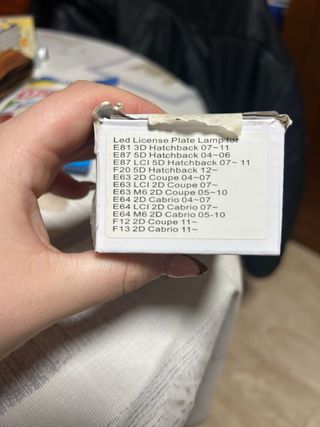 Led License Plate Lamp for
E81 3D Hatchback 07~11
E87 5D Hatchback 04~06
E87 LCI 5D Hatchback 07~ 11
F20 5D Hatchback 12~
E63 2D Coupe 04~07
E63 LCI 2D Coupe 07~
E63 M6 2D Coupe 05~10
E64 2D Cabrio 04~07
E64 LCI 2D Cabrio 07~
E64 M6 2D Cabrio 05-10
F12 2D Coupe 11~
F13 2D Cabrio 11~